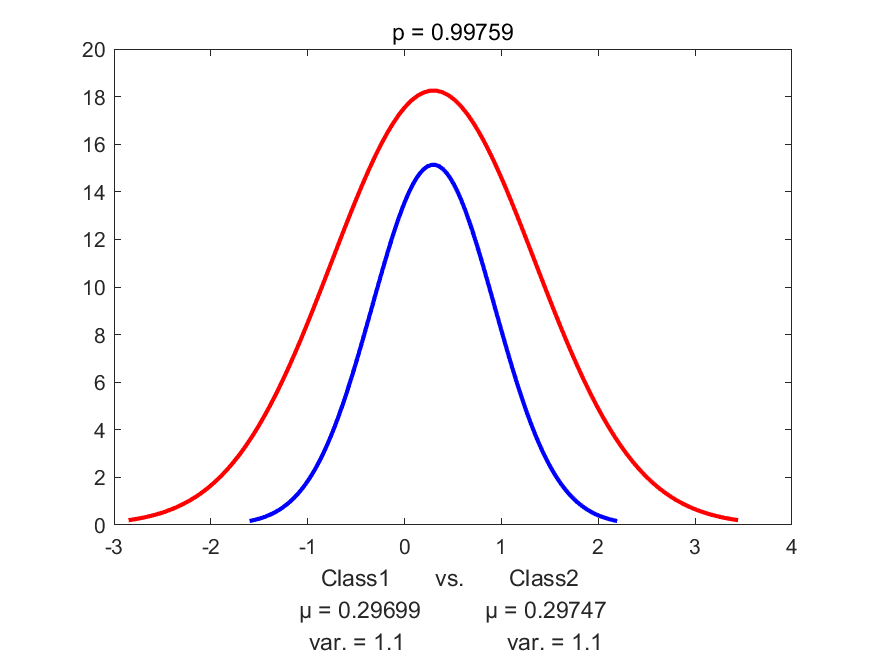 p = 0.99759
20
18
16
14
12
10
8
6
4
2
0
-3 -2 -1 0 1 2 3 4
Class1 vs. Class2
μ = 0.29699 μ = 0.29747
var. = 1.1 var. = 1.1